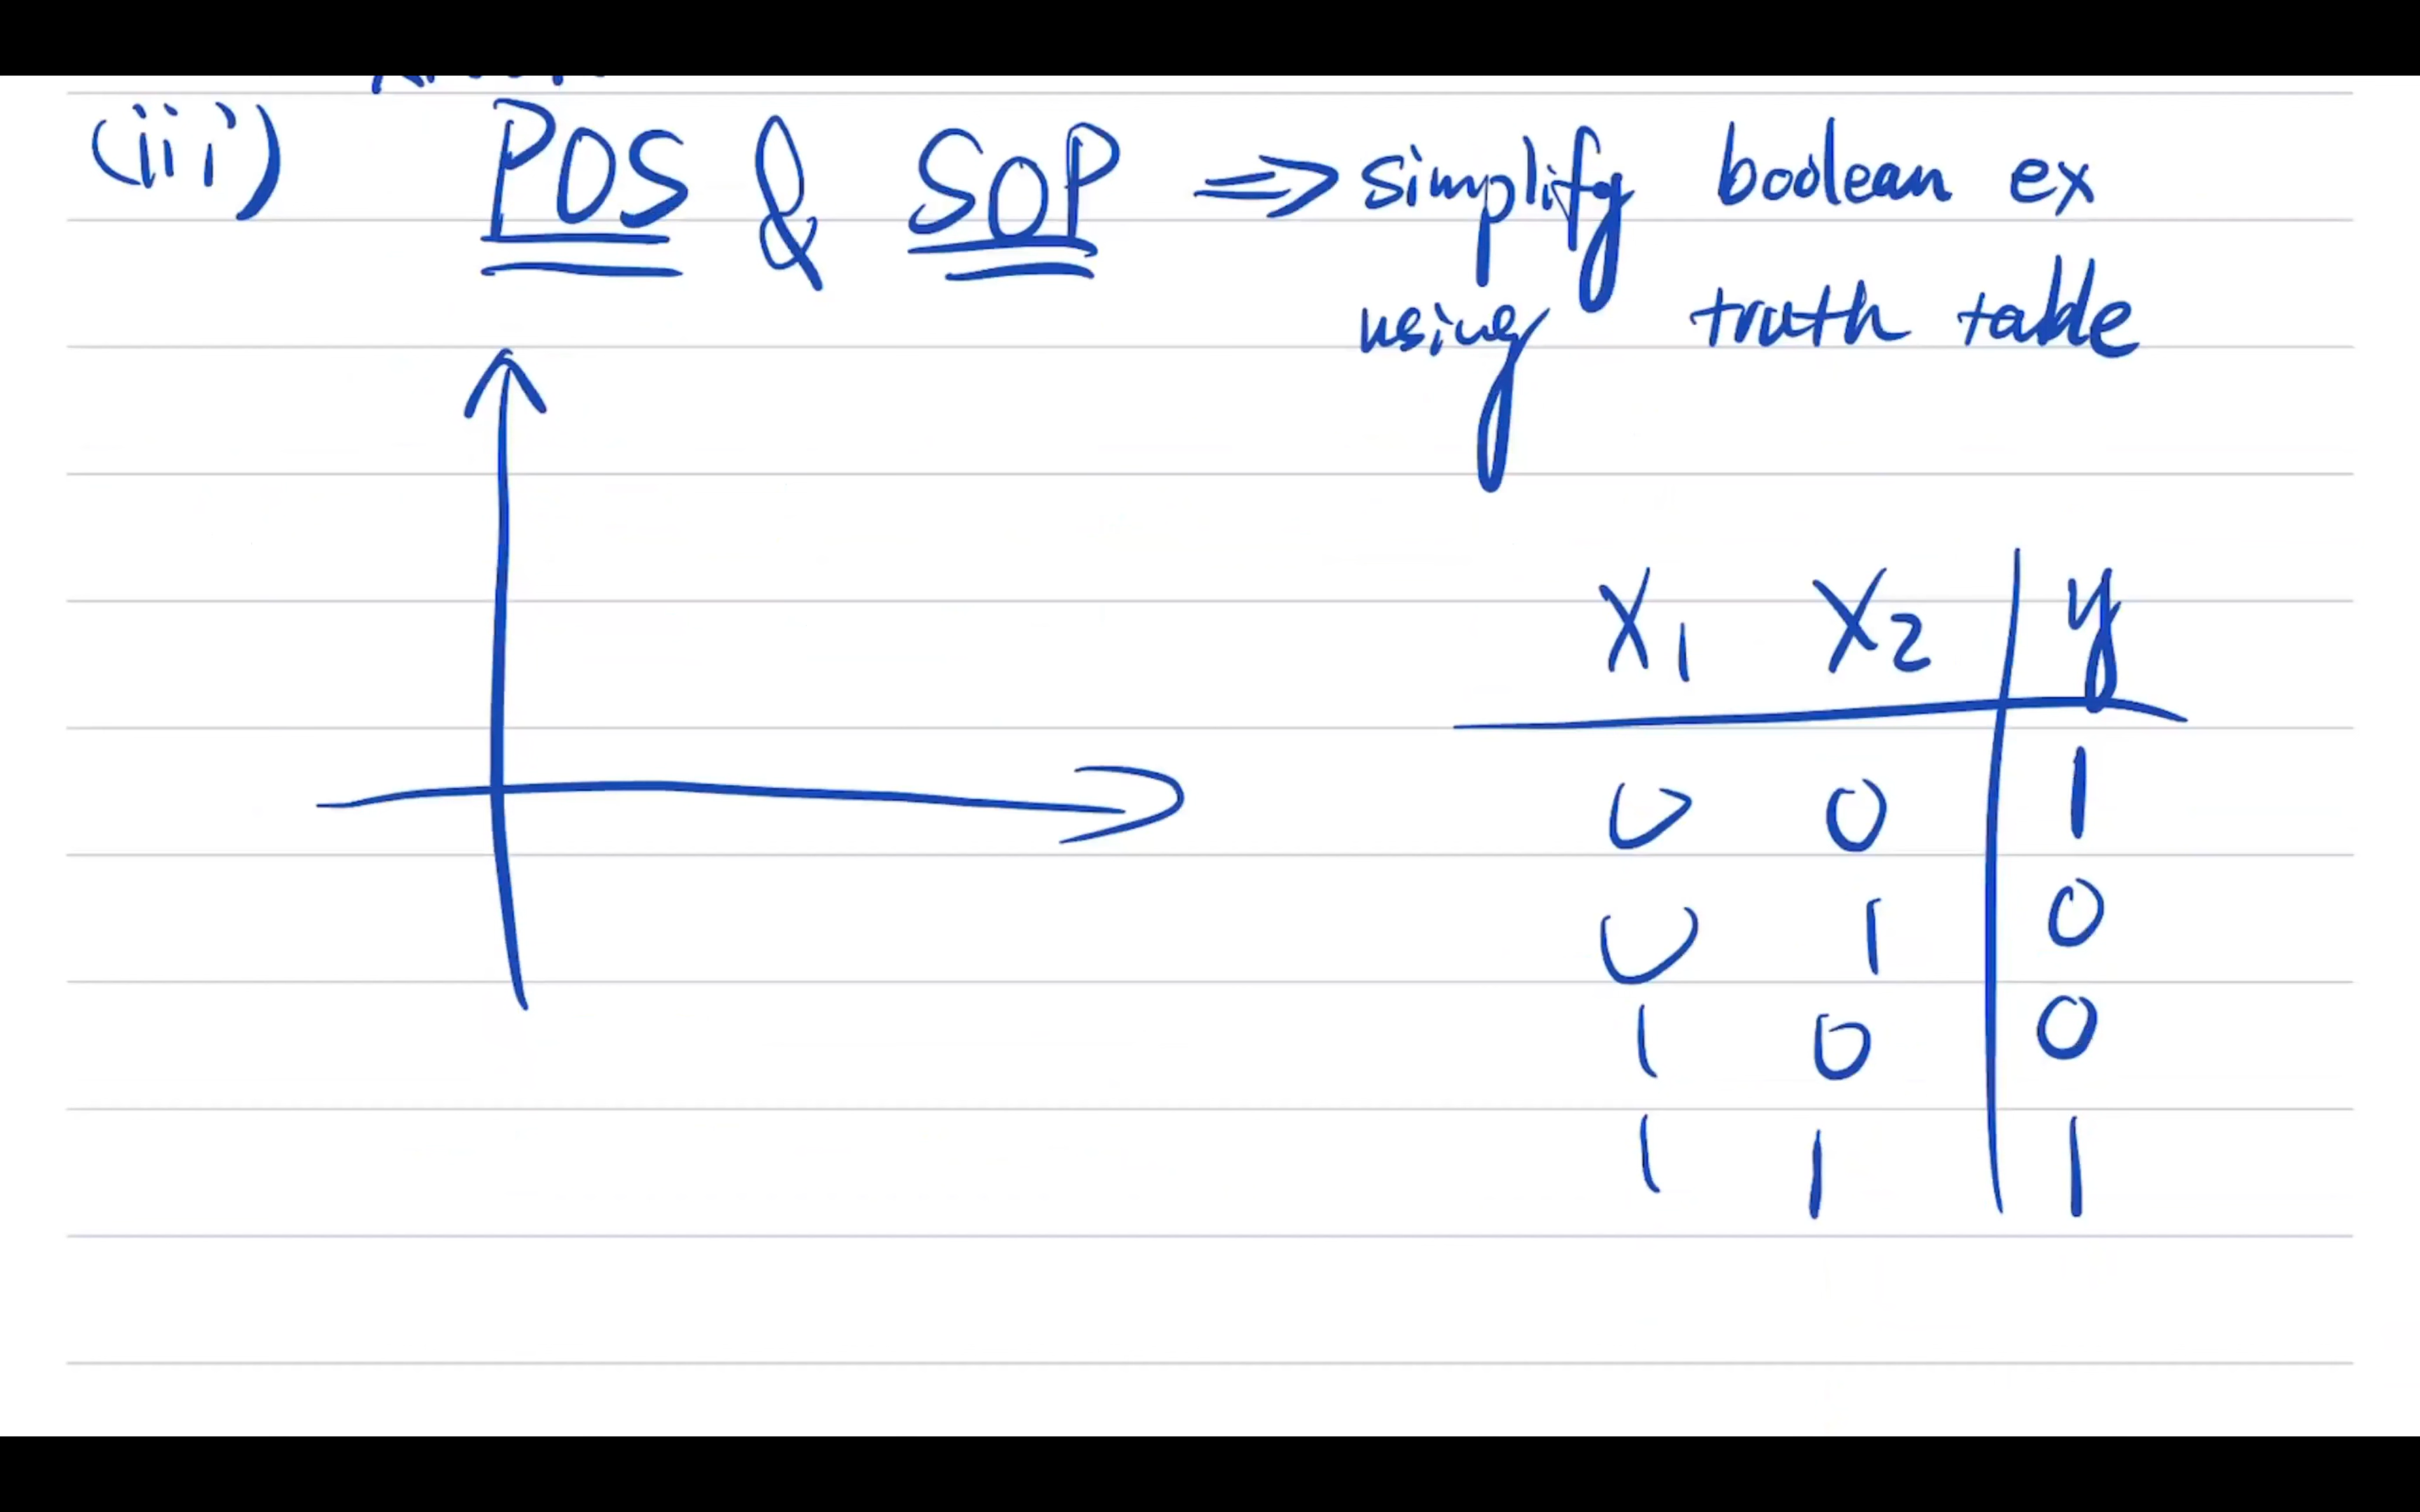 (iii) POS & SOP ⇒ simplify boolean ex
using truth table
X1 X2 y
0 0 1
0 1 0
1 0 0
1 1 1